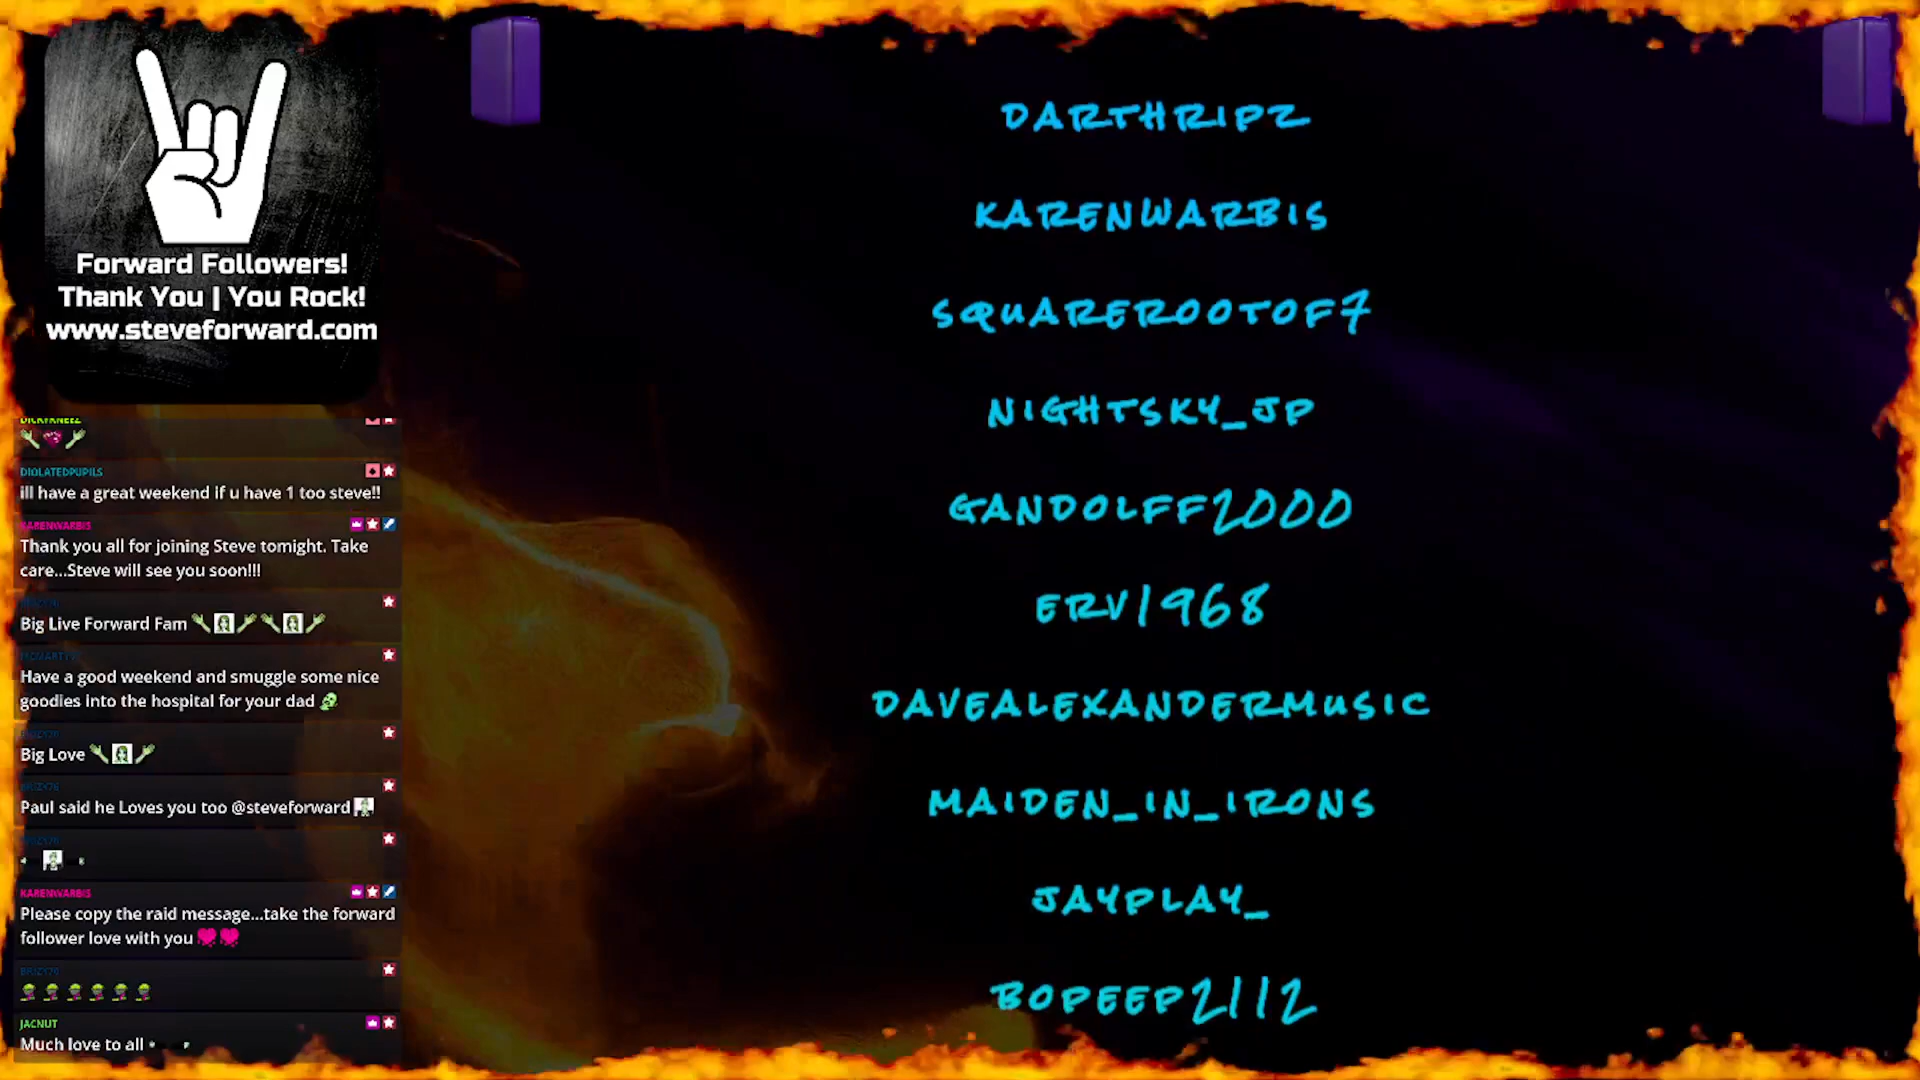 Forward Followers!
Thank You | You Rock!
www.steveforward.com
DIOLATEDPUPILS
ill have a great weekend if u have 1 too steve!!
KARENWARBIS
Thank you all for joining Steve tomight. Take
care...Steve will see you soon!!!
Big Live Forward Fam
Have a good weekend and smuggle some nice
goodies into the hospital for your dad
Big Love
Paul said he Loves you too @steveforward
KARENWARBIS
Please copy the raid message...take the forward
follower love with you
JACNUT
Much love to all
DARTHRIPZ
KARENWARBIS
SQUAREROOTOF7
NIGHTSKY_JP
GANDOLFF2000
ERV1968
DAVEALEXANDERMUSIC
MAIDEN_IN_IRONS
JAYPLAY_
BOPEEP2112